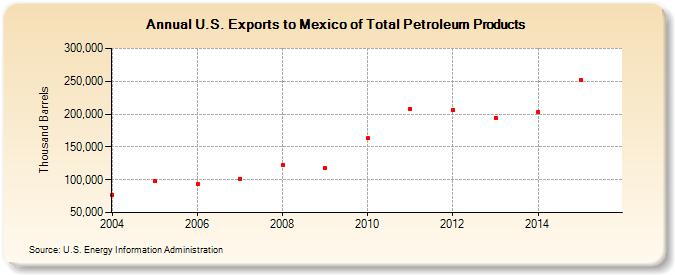 Annual U.S. Exports to Mexico of Total Petroleum Products
Thousand Barrels
300,000
250,000
200,000
150,000
100,000
50,000
2004 2006 2008 2010 2012 2014
Source: U.S. Energy Information Administration